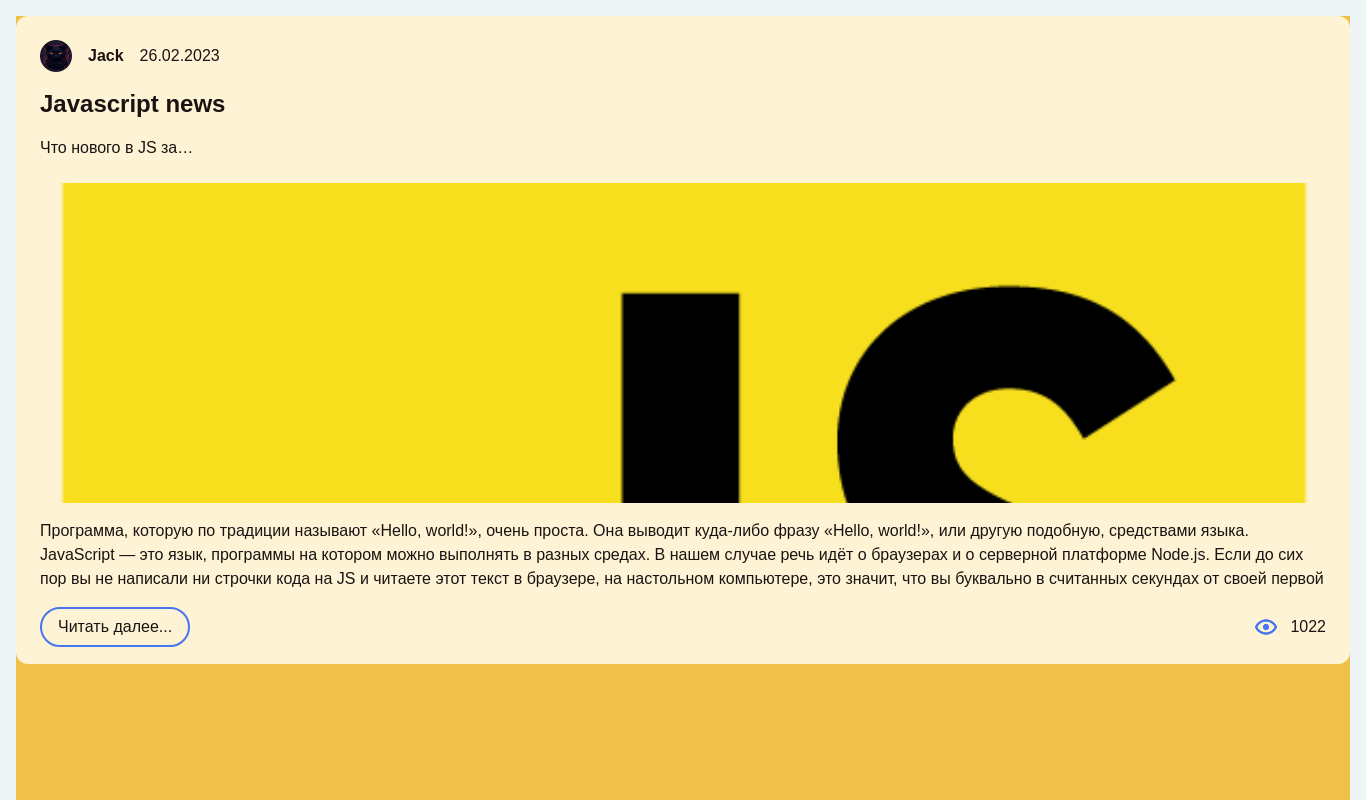 Jack 26.02.2023
Javascript news
Что нового в JS за…
JS
Программа, которую по традиции называют «Hello, world!», очень проста. Она выводит куда-либо фразу «Hello, world!», или другую подобную, средствами языка.
JavaScript — это язык, программы на котором можно выполнять в разных средах. В нашем случае речь идёт о браузерах и о серверной платформе Node.js. Если до сих
пор вы не написали ни строчки кода на JS и читаете этот текст в браузере, на настольном компьютере, это значит, что вы буквально в считанных секундах от своей первой
Читать далее... 1022